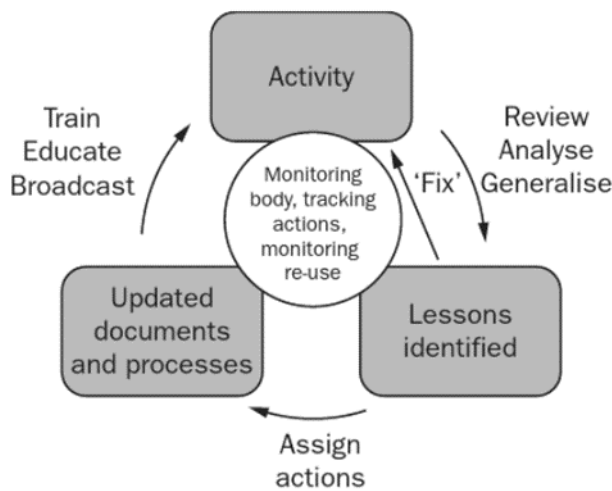 Activity
Train
Educate
Broadcast
Review
Analyse
Generalise
'Fix'
Monitoring
body, tracking
actions,
monitoring
re-use
Updated
documents
and processes
Lessons
identified
Assign
actions